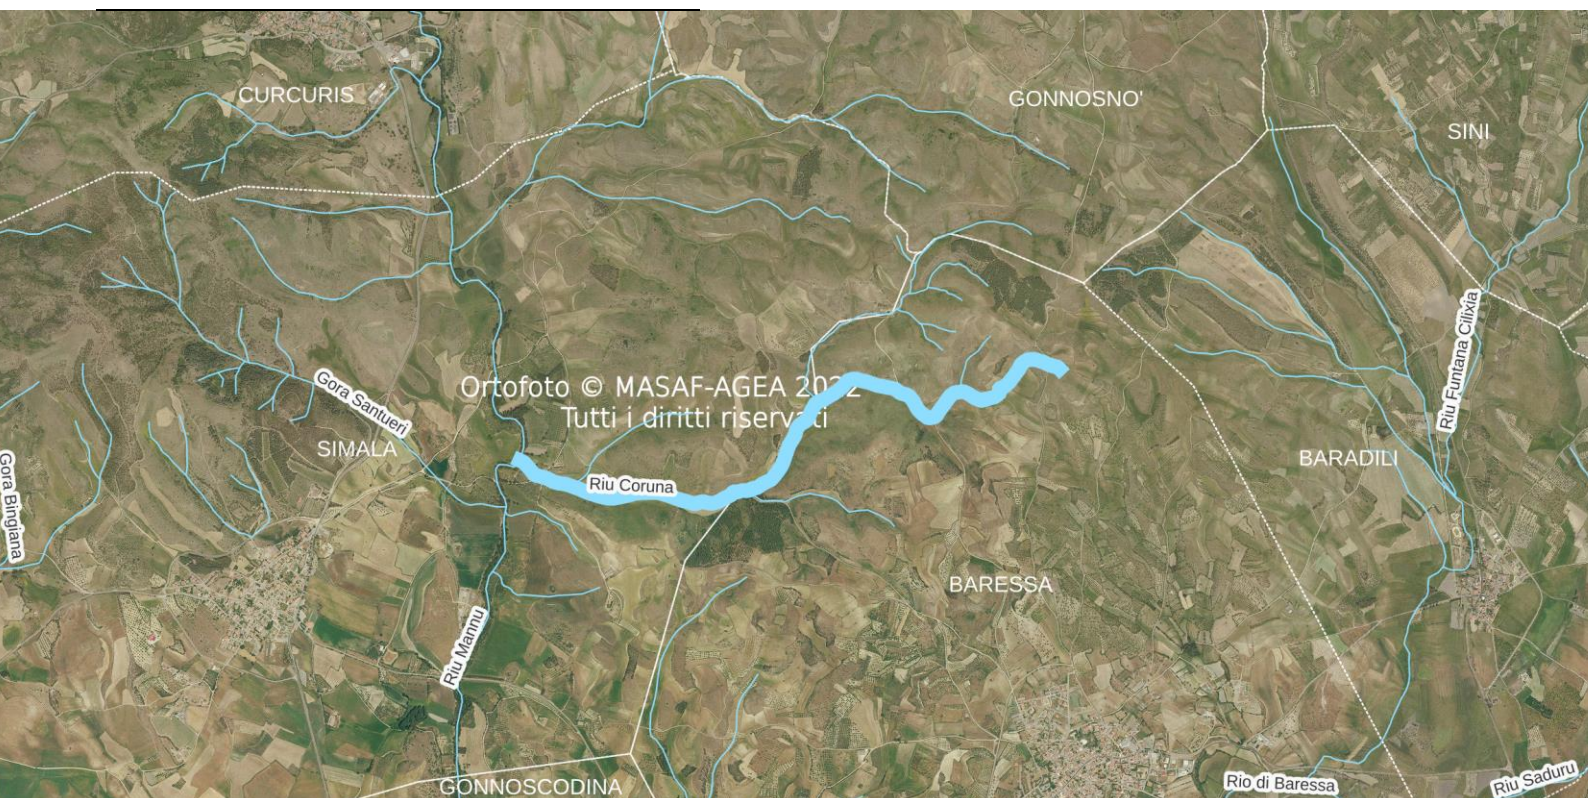 CURCURIS
GONNOSNO'
SINI
Riu Funtana Cilixia
Gora Santueri
Ortofoto © MASAF-AGEA 2022
Tutti i diritti riservati
SIMALA
BARADILI
Gora Bingiana
Riu Coruna
BARESSA
Riu Mannu
GONNOSCODINA
Rio di Baressa
Riu Saduru